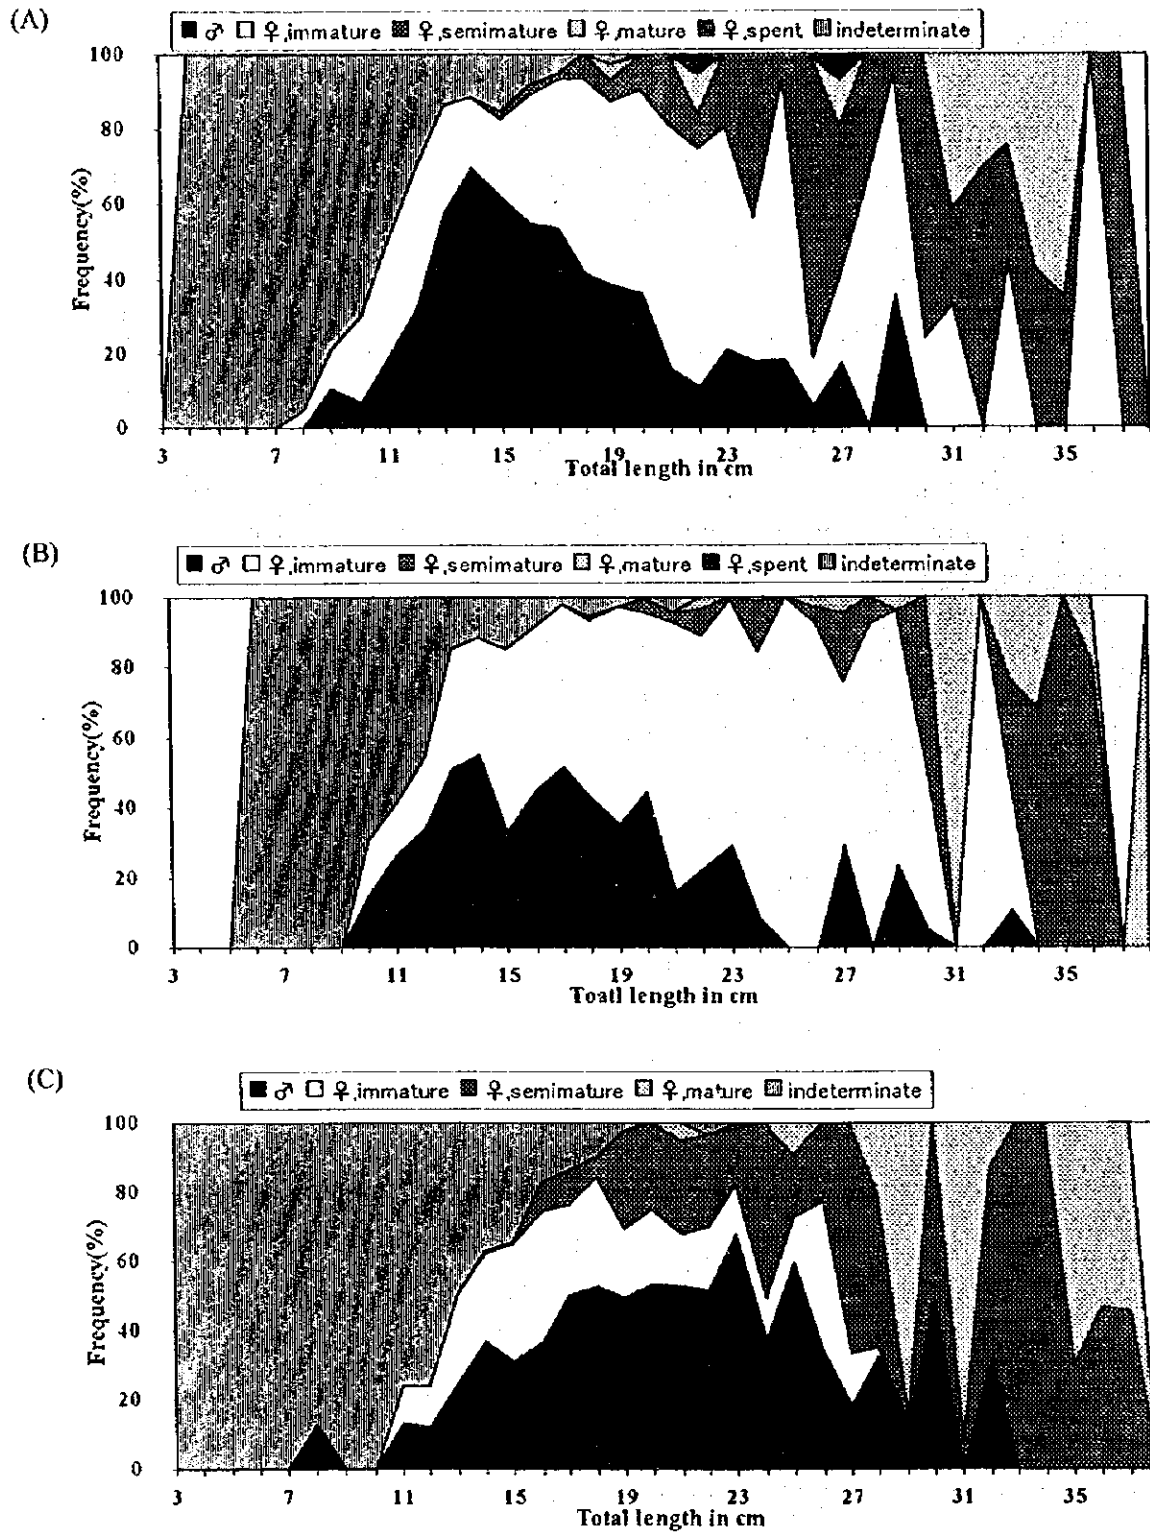 (A)
♂ ♀,immature ♀,semimature ♀,mature ♀,spent indeterminate
100
80
60
40
20
0
Frequency(%)
3 7 11 15 19 23 27 31 35
Total length in cm
(B)
♂ ♀,immature ♀,semimature ♀,mature ♀,spent indeterminate
100
80
60
40
20
0
Frequency(%)
3 7 11 15 19 23 27 31 35
Toatl length in cm
(C)
♂ ♀,immature ♀,semimature ♀,mature indeterminate
100
80
60
40
20
0
Frequency(%)
3 7 11 15 19 23 27 31 35
Total length in cm